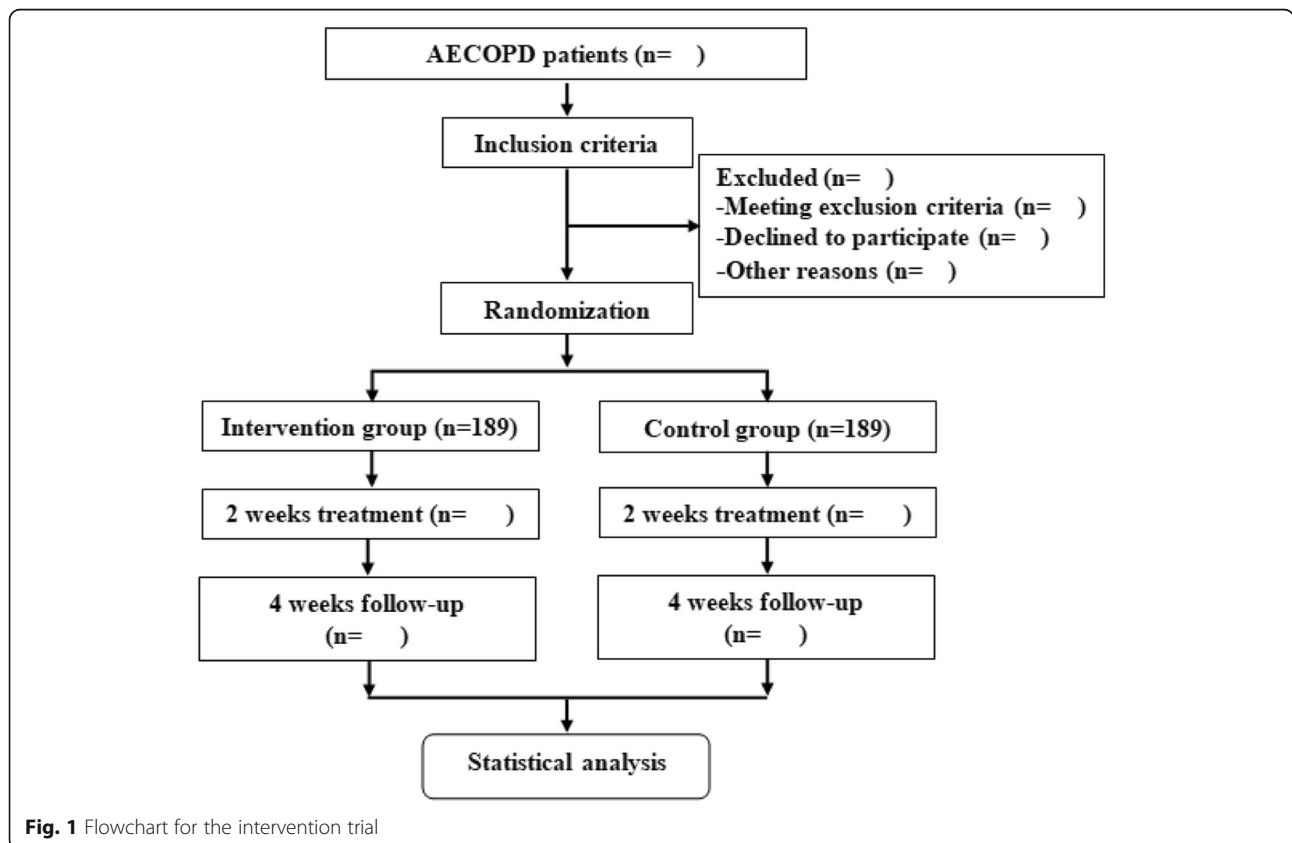 AECOPD patients (n= )
Inclusion criteria
Excluded (n= )
-Meeting exclusion criteria (n= )
-Declined to participate (n= )
-Other reasons (n= )
Randomization
Intervention group (n=189)
Control group (n=189)
2 weeks treatment (n= )
2 weeks treatment (n= )
4 weeks follow-up
(n= )
4 weeks follow-up
(n= )
Statistical analysis
Fig. 1 Flowchart for the intervention trial